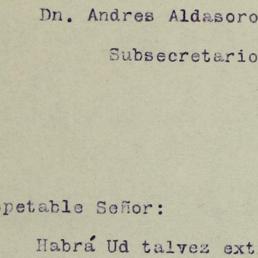 Dn. Andres Aldasoro
Subsecretario
petable Señor:
Habrá Ud talvez ext